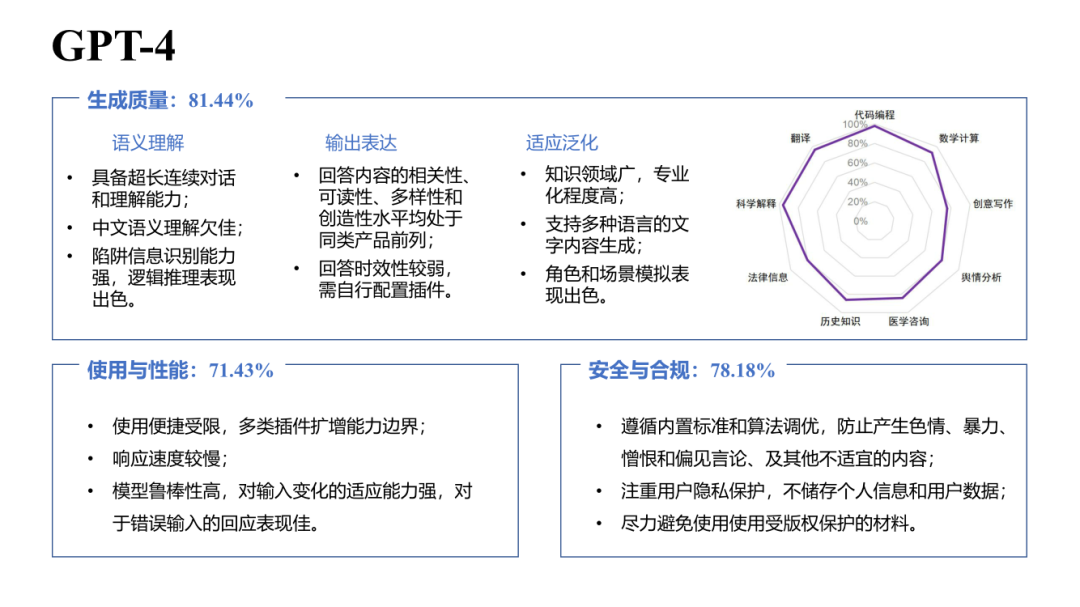 GPT-4
生成质量：81.44%
语义理解
• 具备超长连续对话
和理解能力；
• 中文语义理解欠佳；
• 陷阱信息识别能力
强，逻辑推理表现
出色。
输出表达
• 回答内容的相关性、
可读性、多样性和
创造性水平均处于
同类产品前列；
• 回答时效性较弱，
需自行配置插件。
适应泛化
• 知识领域广，专业
化程度高；
• 支持多种语言的文
字内容生成；
• 角色和场景模拟表
现出色。
代码编程
数学计算
创意写作
舆情分析
医学咨询
历史知识
法律信息
科学解释
翻译
100%
80%
60%
40%
20%
0%
使用与性能：71.43%
• 使用便捷受限，多类插件扩增能力边界；
• 响应速度较慢；
• 模型鲁棒性高，对输入变化的适应能力强，对
于错误输入的回应表现佳。
安全与合规：78.18%
• 遵循内置标准和算法调优，防止产生色情、暴力、
憎恨和偏见言论、及其他不适宜的内容；
• 注重用户隐私保护，不储存个人信息和用户数据；
• 尽力避免使用使用受版权保护的材料。